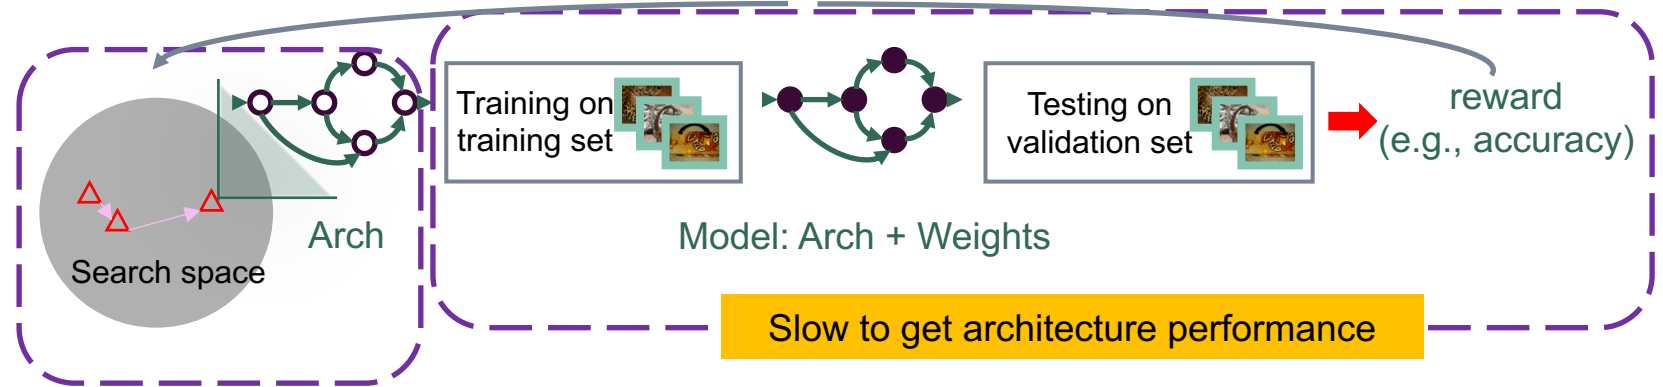 Search space
Arch
Training on
training set
Model: Arch + Weights
Testing on
validation set
reward
(e.g., accuracy)
Slow to get architecture performance